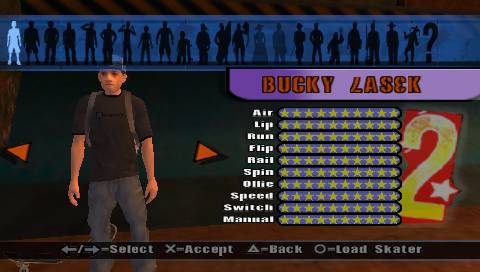 ?
BUCKY LASEK
Air
Lip
Run
Flip
Rail
Spin
Ollie
Speed
Switch
Manual
2
←/→=Select X=Accept △=Back O=Load Skater